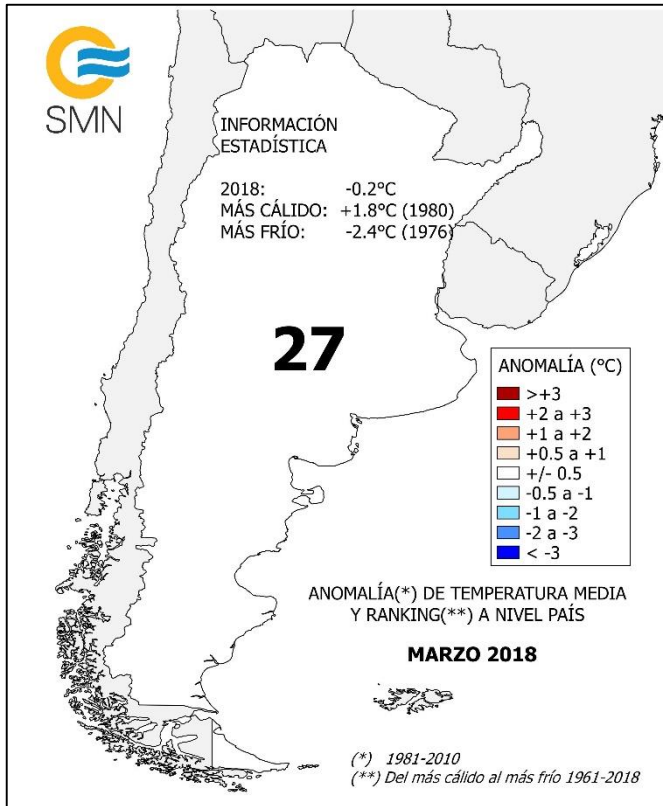 SMN
INFORMACIÓN
ESTADÍSTICA
2018: -0.2°C
MÁS CÁLIDO: +1.8°C (1980)
MÁS FRÍO: -2.4°C (1976)
27
ANOMALÍA (°C)
>+3
+2 a +3
+1 a +2
+0.5 a +1
+/- 0.5
-0.5 a -1
-1 a -2
-2 a -3
< -3
ANOMALÍA(*) DE TEMPERATURA MEDIA
Y RANKING(**) A NIVEL PAÍS
MARZO 2018
(*) 1981-2010
(**) Del más cálido al más frío 1961-2018